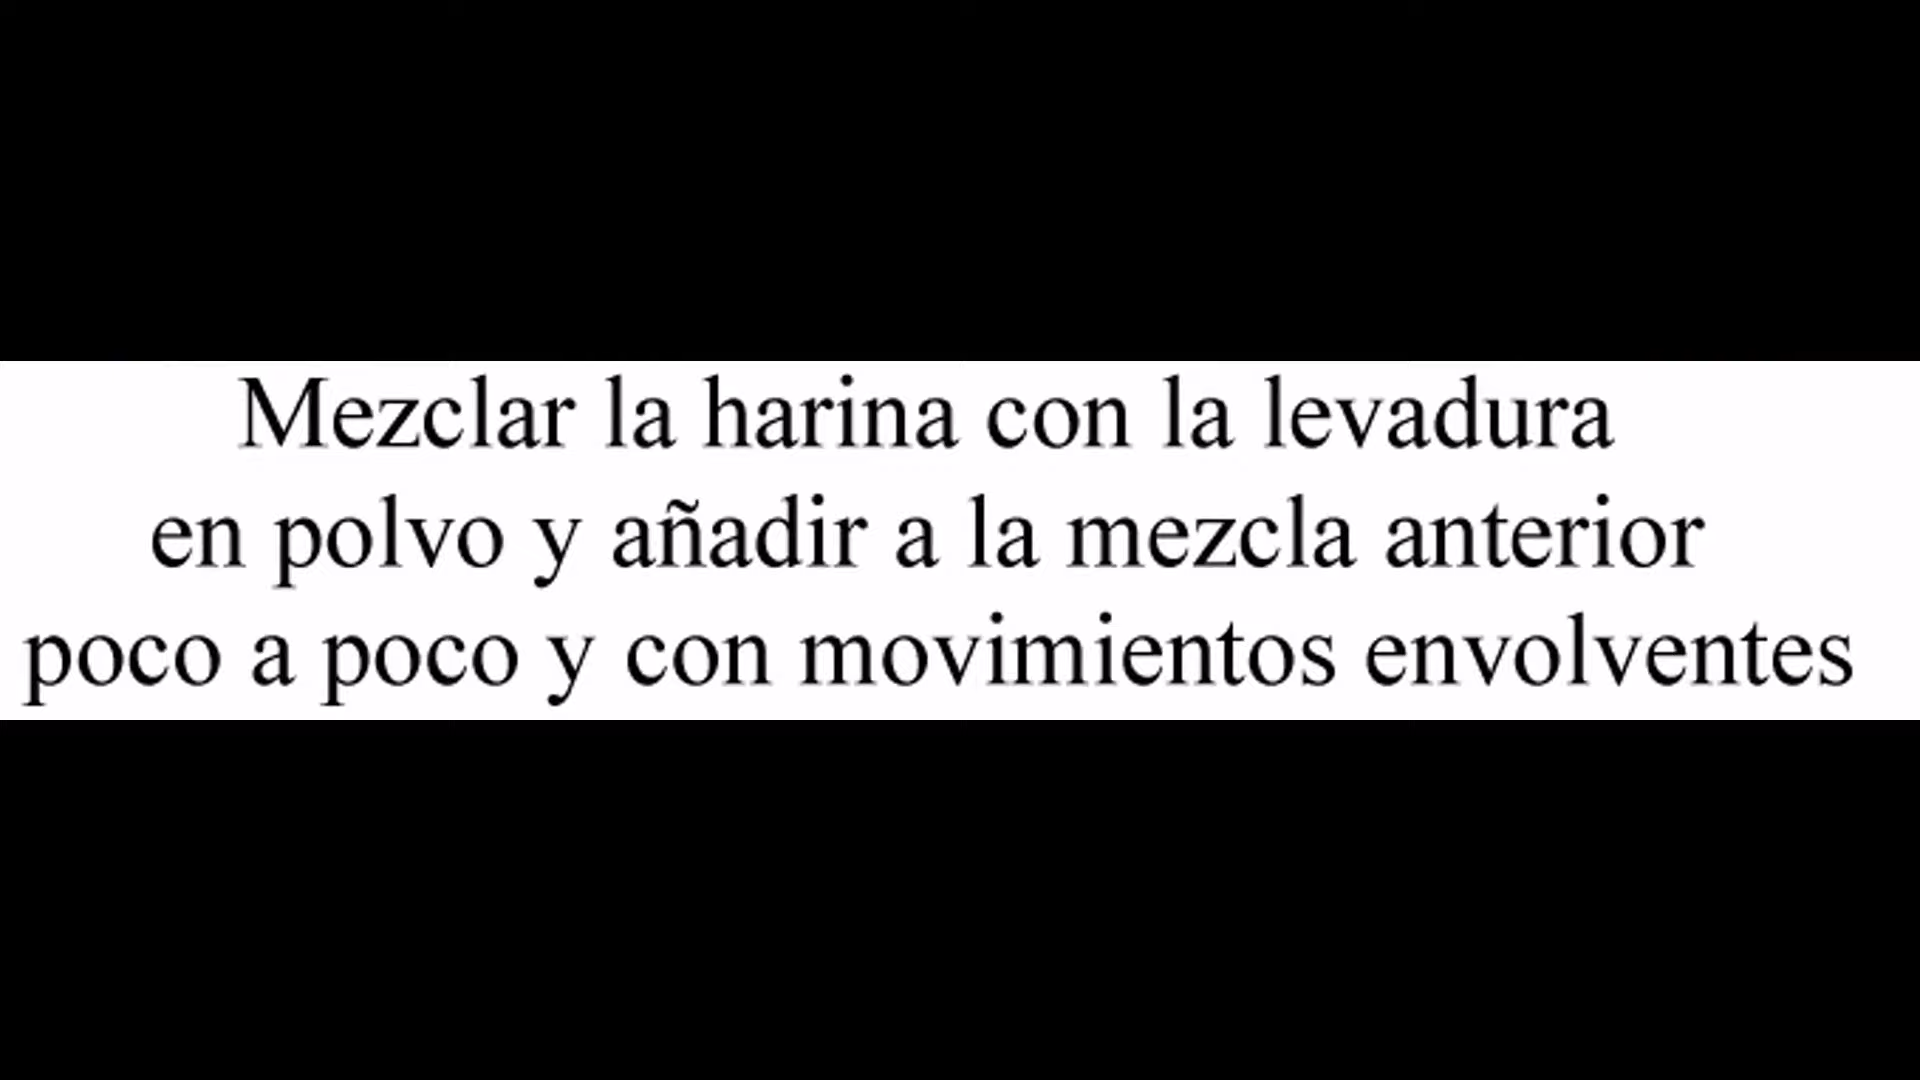 Mezclar la harina con la levadura
en polvo y añadir a la mezcla anterior
poco a poco y con movimientos envolventes